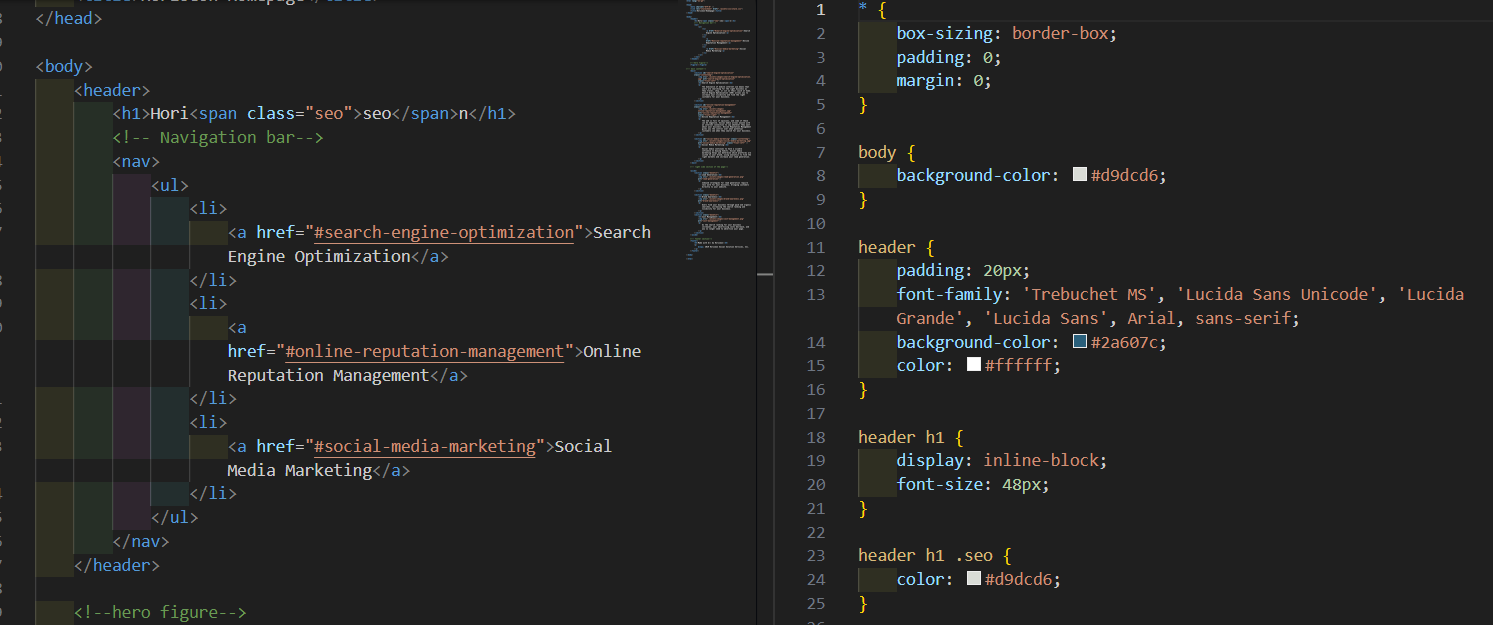 </head>
<body>
<header>
<h1>Hori<span class="seo">seo</span>n</h1>
<!-- Navigation bar-->
<nav>
<ul>
<li>
<a href="#search-engine-optimization">Search
Engine Optimization</a>
</li>
<li>
<a
href="#online-reputation-management">Online
Reputation Management</a>
</li>
<li>
<a href="#social-media-marketing">Social
Media Marketing</a>
</li>
</ul>
</nav>
</header>
<!--hero figure-->
1 * {
2 box-sizing: border-box;
3 padding: 0;
4 margin: 0;
5 }
6
7 body {
8 background-color: #d9dcd6;
9 }
10
11 header {
12 padding: 20px;
13 font-family: 'Trebuchet MS', 'Lucida Sans Unicode', 'Lucida
Grande', 'Lucida Sans', Arial, sans-serif;
14 background-color: #2a607c;
15 color: #ffffff;
16 }
17
18 header h1 {
19 display: inline-block;
20 font-size: 48px;
21 }
22
23 header h1 .seo {
24 color: #d9dcd6;
25 }